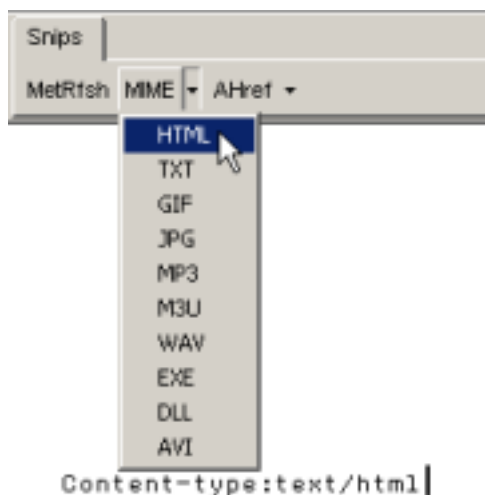 Snips
MetRfsh MIME AHref
HTML
TXT
GIF
JPG
MP3
M3U
WAV
EXE
DLL
AVI
Content-type:text/html